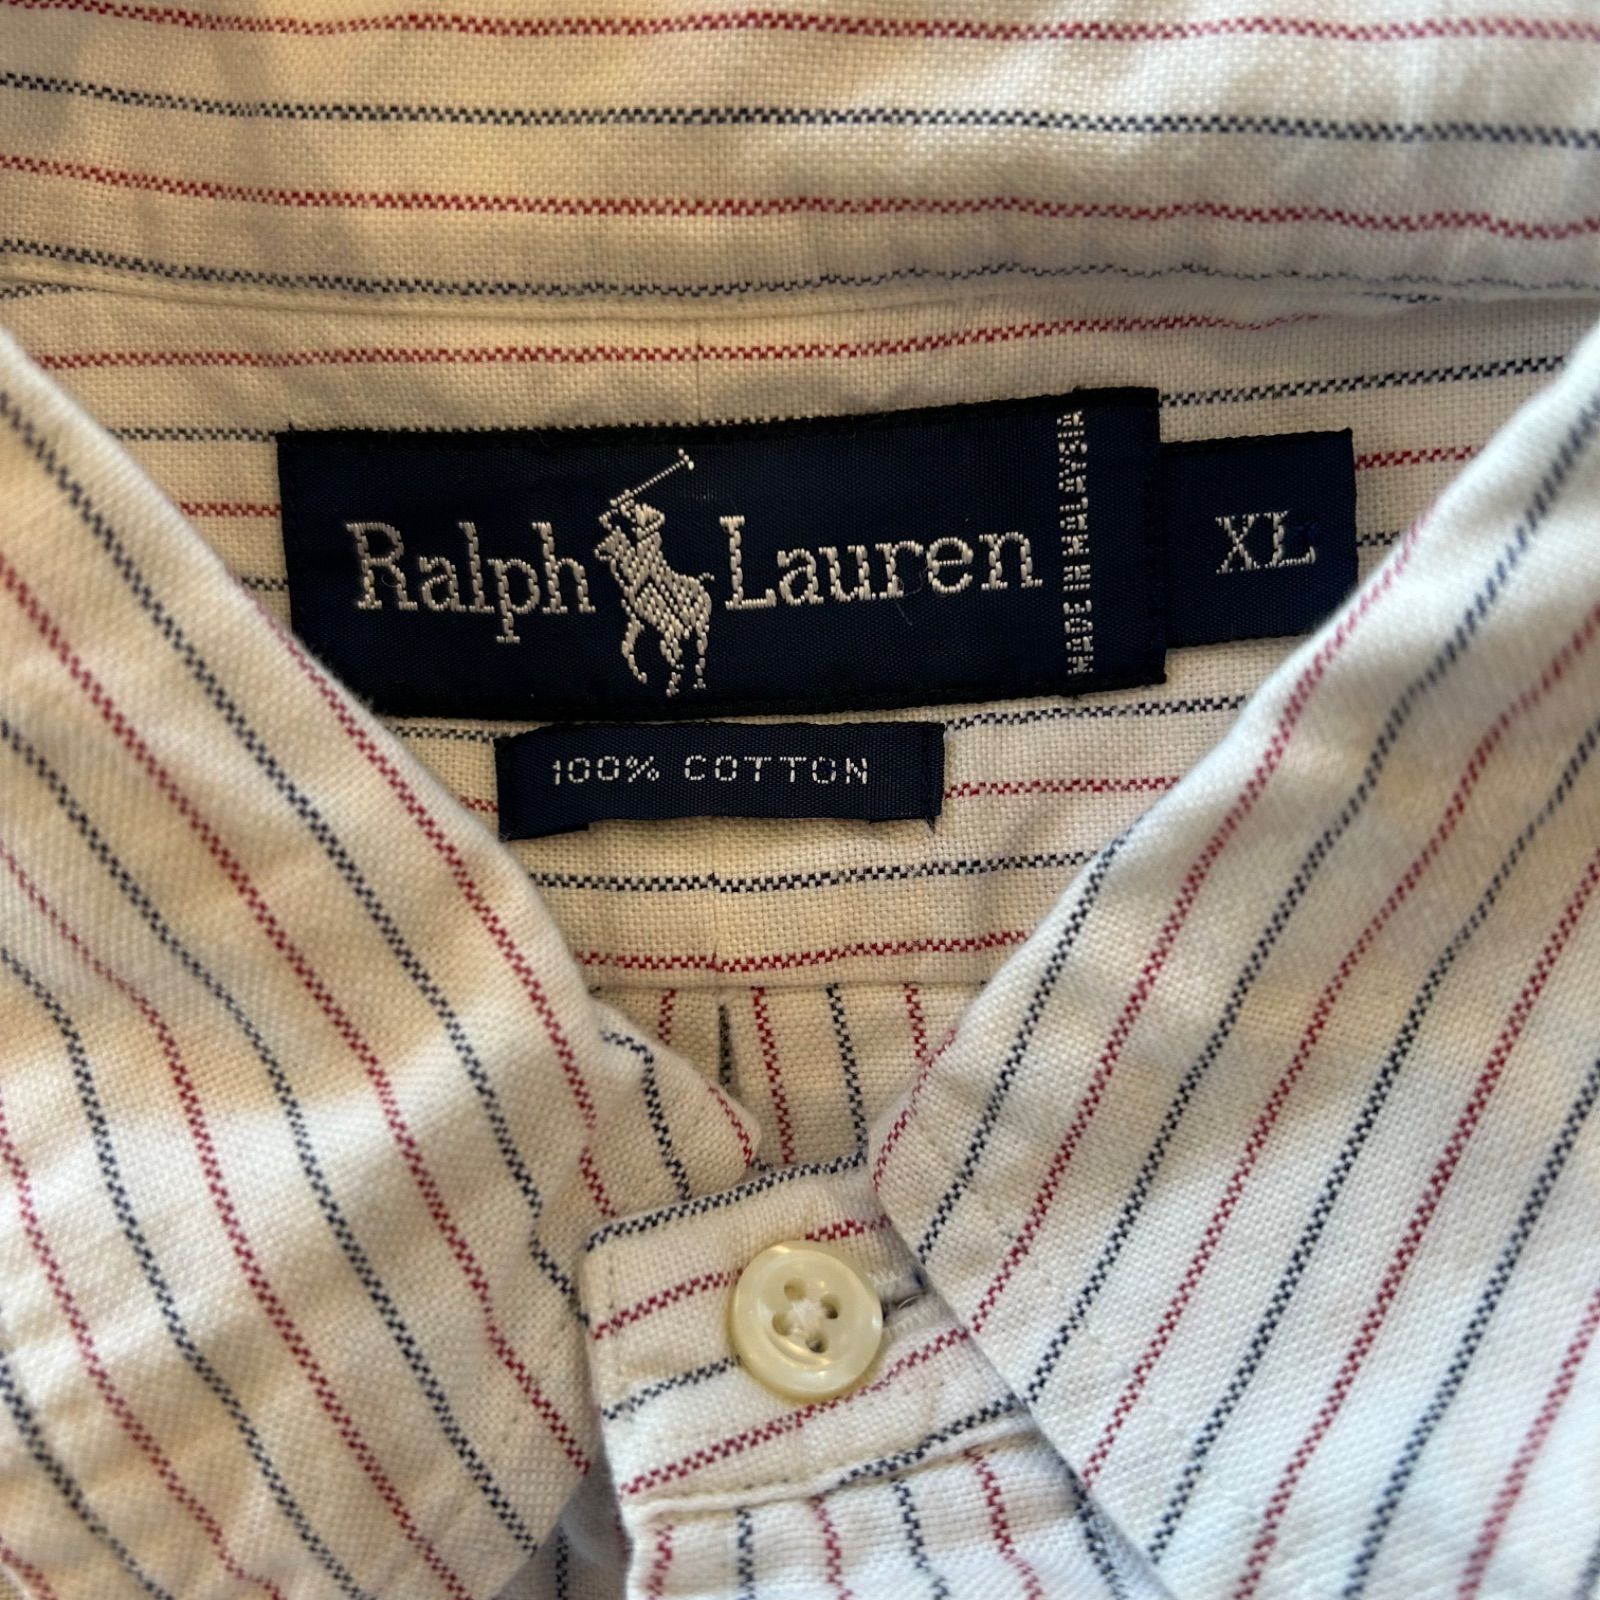 Ralph Lauren
MADE IN MALAYSIA
XL
100% COTTON